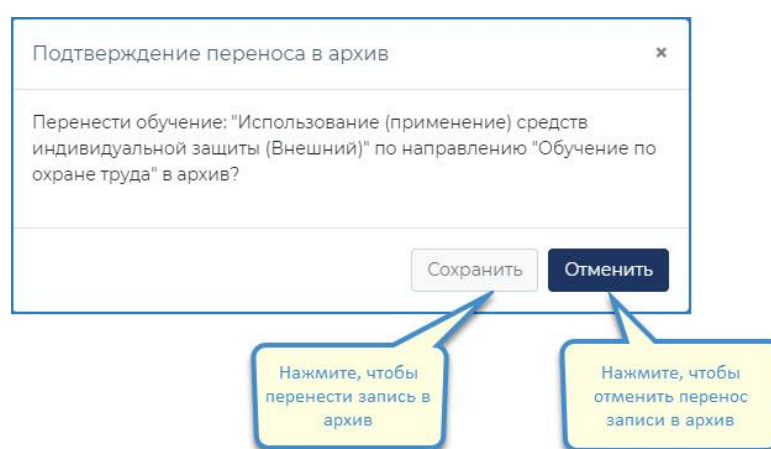 Подтверждение переноса в архив
×
Перенести обучение: "Использование (применение) средств
индивидуальной защиты (Внешний)" по направлению "Обучение по
охране труда" в архив?
Сохранить
Отменить
Нажмите, чтобы
перенести запись в
архив
Нажмите, чтобы
отменить перенос
записи в архив